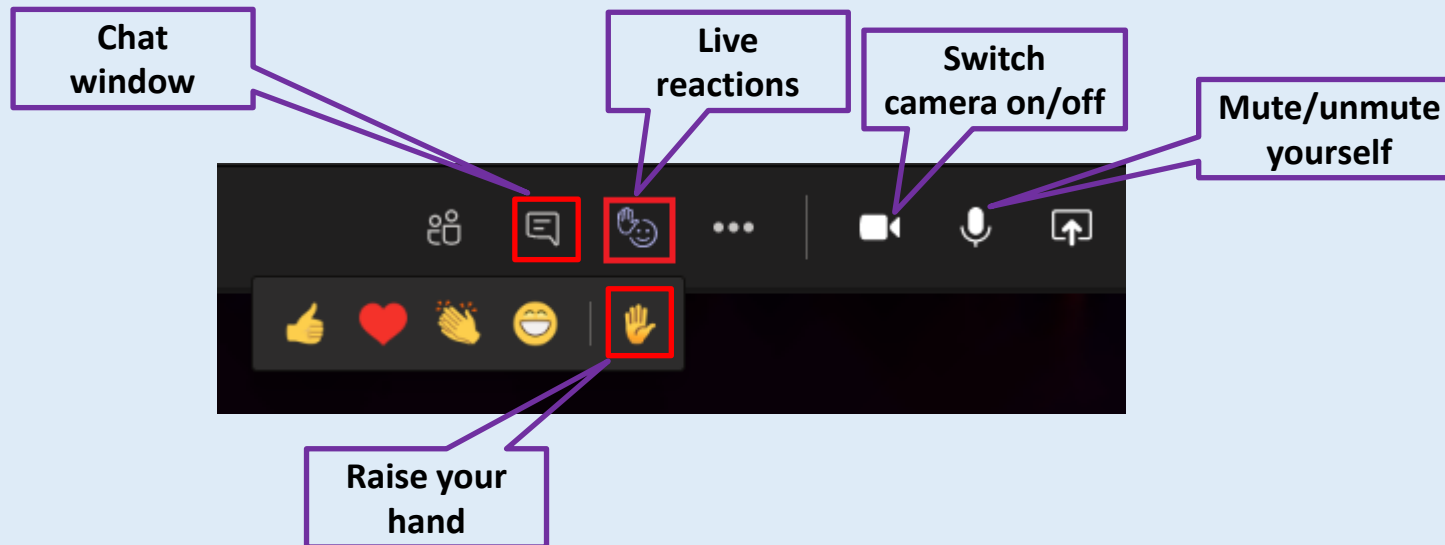 Chat
window
Live
reactions
Switch
camera on/off
Mute/unmute
yourself
Raise your
hand